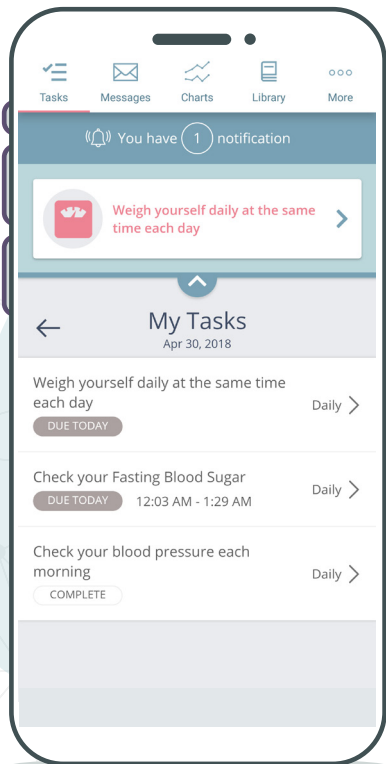 Tasks Messages Charts Library More
You have 1 notification
Weigh yourself daily at the same
time each day
My Tasks
Apr 30, 2018
Weigh yourself daily at the same time
each day
Daily
DUE TODAY
Check your Fasting Blood Sugar
Daily
DUE TODAY 12:03 AM - 1:29 AM
Check your blood pressure each
morning
Daily
COMPLETE